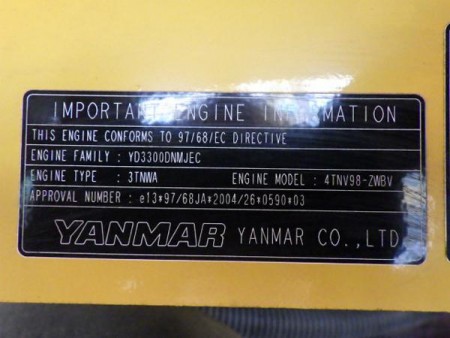 IMPORTANT ENGINE INFORMATION
THIS ENGINE CONFORMS TO 97/68/EC DIRECTIVE
ENGINE FAMILY : YD3300DNMJEC
ENGINE TYPE : 3TNWA ENGINE MODEL : 4TNV98-ZWBV
APPROVAL NUMBER : e13*97/68JA*2004/26*0590*03
YANMAR YANMAR CO.,LTD